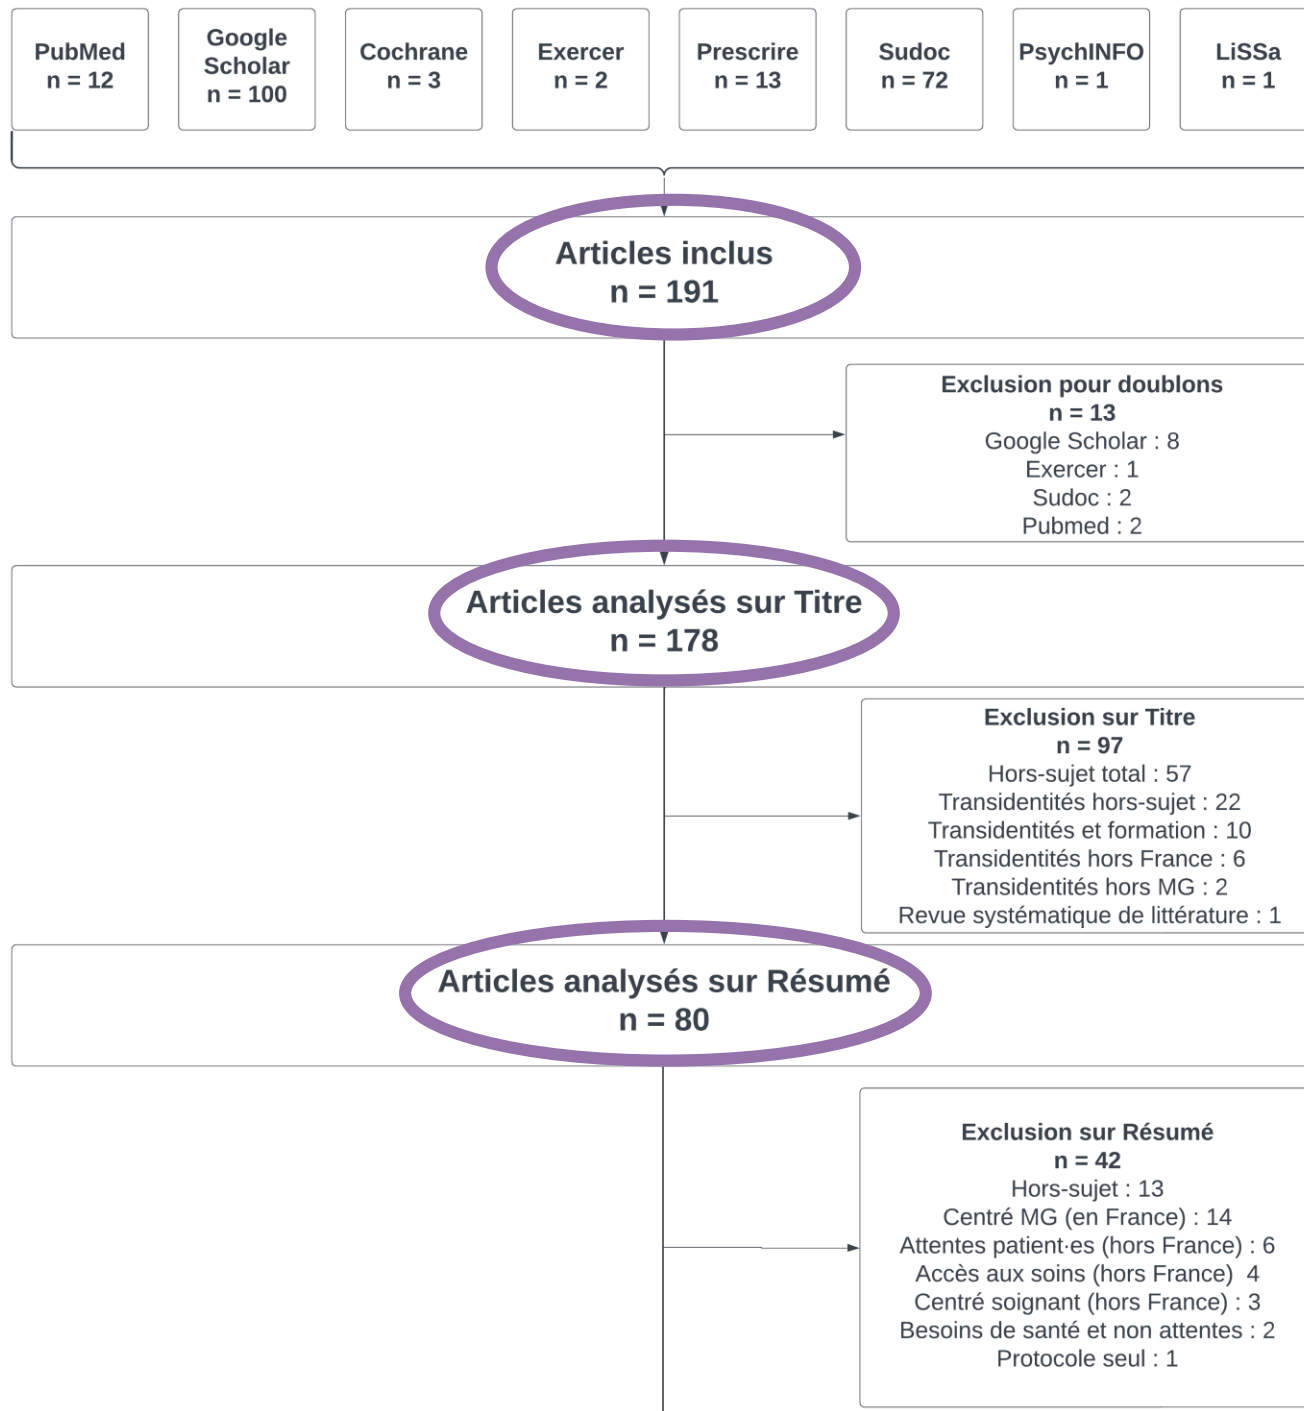 PubMed
n = 12
Google
Scholar
n = 100
Cochrane
n = 3
Exercer
n = 2
Prescrire
n = 13
Sudoc
n = 72
PsychINFO
n = 1
LiSSa
n = 1
Articles inclus
n = 191
Exclusion pour doublons
n = 13
Google Scholar : 8
Exercer : 1
Sudoc : 2
Pubmed : 2
Articles analysés sur Titre
n = 178
Exclusion sur Titre
n = 97
Hors-sujet total : 57
Transidentités hors-sujet : 22
Transidentités et formation : 10
Transidentités hors France : 6
Transidentités hors MG : 2
Revue systématique de littérature : 1
Articles analysés sur Résumé
n = 80
Exclusion sur Résumé
n = 42
Hors-sujet : 13
Centré MG (en France) : 14
Attentes patient·es (hors France) : 6
Accès aux soins (hors France)  4
Centré soignant (hors France) : 3
Besoins de santé et non attentes : 2
Protocole seul : 1